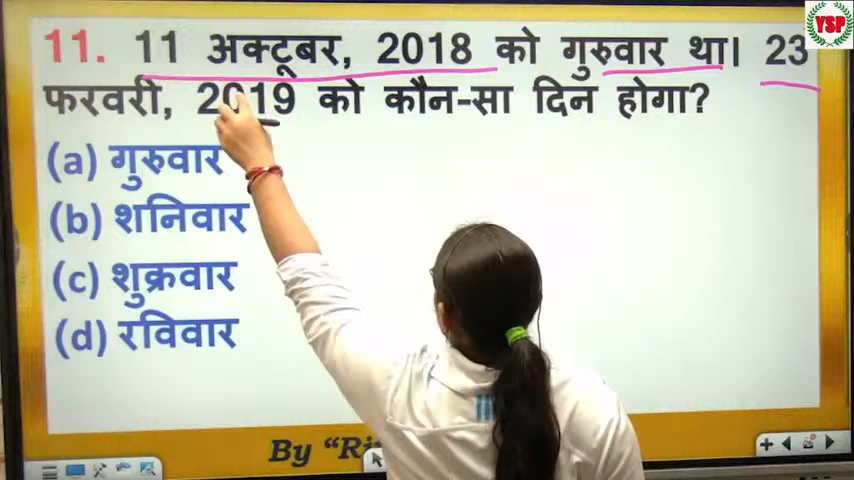 YSP
11. 11 अक्टूबर, 2018 को गुरुवार था। 23
फरवरी, 2019 को कौन-सा दिन होगा?
(a) गुरुवार
(b) शनिवार
(c) शुक्रवार
(d) रविवार
By